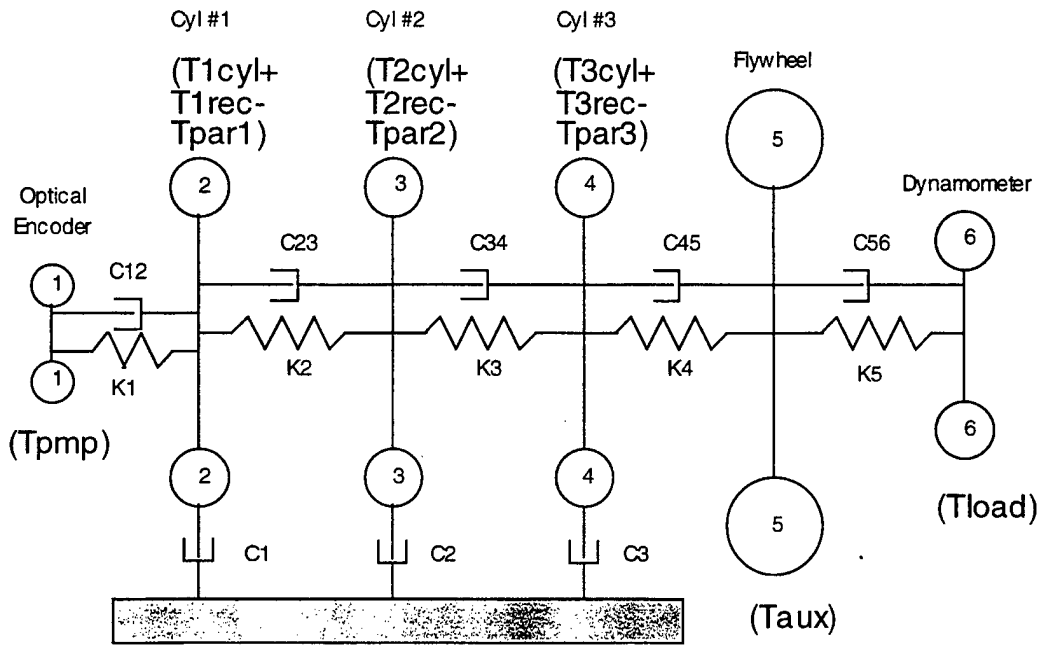 Cyl #1
Cyl #2
Cyl #3
(T1cyl+
T1rec-
Tpar1)
(T2cyl+
T2rec-
Tpar2)
(T3cyl+
T3rec-
Tpar3)
Flywheel
5
2
3
4
Optical
Encoder
Dynamometer
6
1
C12
C23
C34
C45
C56
1
K1
K2
K3
K4
K5
(Tpmp)
2
3
4
5
6
(Tload)
C1
C2
C3
(Taux)